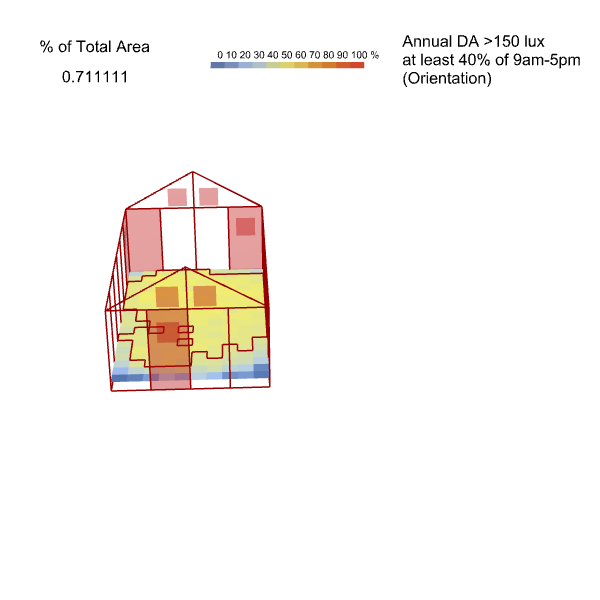 % of Total Area
0.711111
0 10 20 30 40 50 60 70 80 90 100 %
Annual DA >150 lux
at least 40% of 9am-5pm
(Orientation)